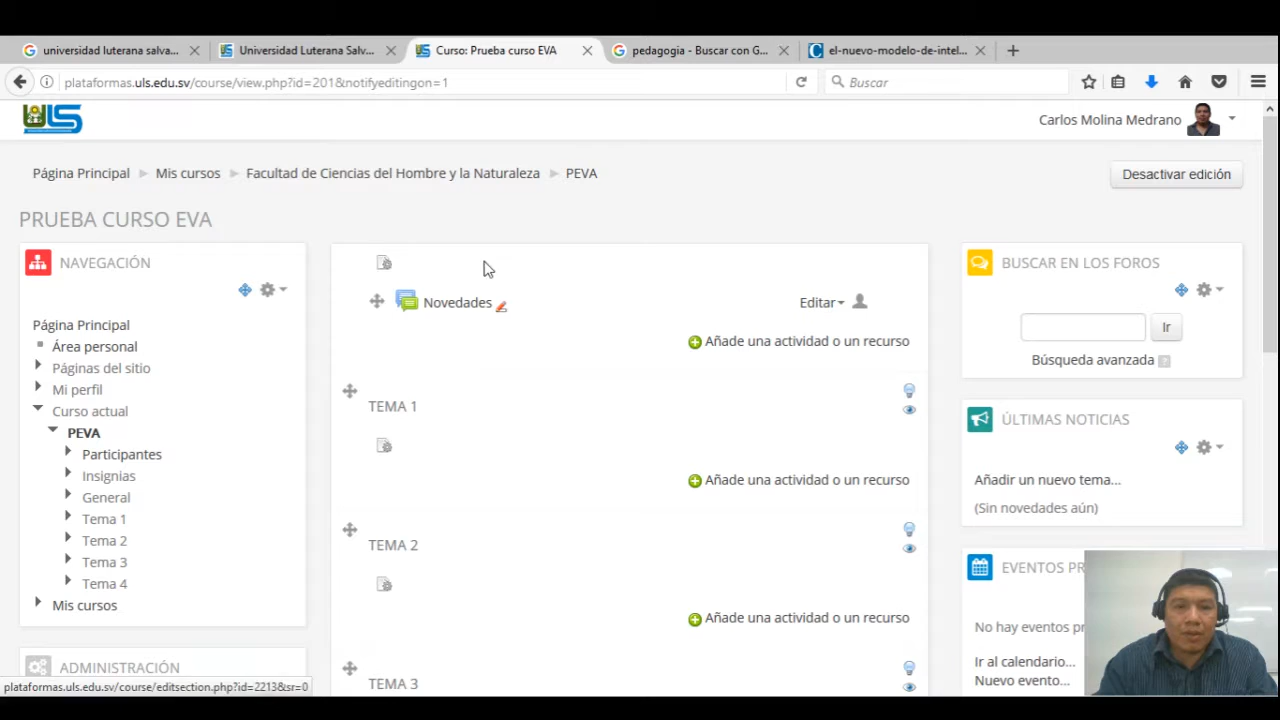 universidad luterana salva...
Universidad Luterana Salv...
Curso: Prueba curso EVA
pedagogia - Buscar con G...
el-nuevo-modelo-de-intel...
plataformas.uls.edu.sv/course/view.php?id=201&notifyeditingon=1
Buscar
ULS
Carlos Molina Medrano
Página Principal
Mis cursos
Facultad de Ciencias del Hombre y la Naturaleza
PEVA
Desactivar edición
PRUEBA CURSO EVA
NAVEGACIÓN
Página Principal
Área personal
Páginas del sitio
Mi perfil
Curso actual
PEVA
Participantes
Insignias
General
Tema 1
Tema 2
Tema 3
Tema 4
Mis cursos
ADMINISTRACIÓN
Novedades
Editar
Añade una actividad o un recurso
TEMA 1
Añade una actividad o un recurso
TEMA 2
Añade una actividad o un recurso
TEMA 3
BUSCAR EN LOS FOROS
Ir
Búsqueda avanzada
ÚLTIMAS NOTICIAS
Añadir un nuevo tema...
(Sin novedades aún)
EVENTOS PR
No hay eventos pr
Ir al calendario...
Nuevo evento...
plataformas.uls.edu.sv/course/editsection.php?id=2213&sr=0